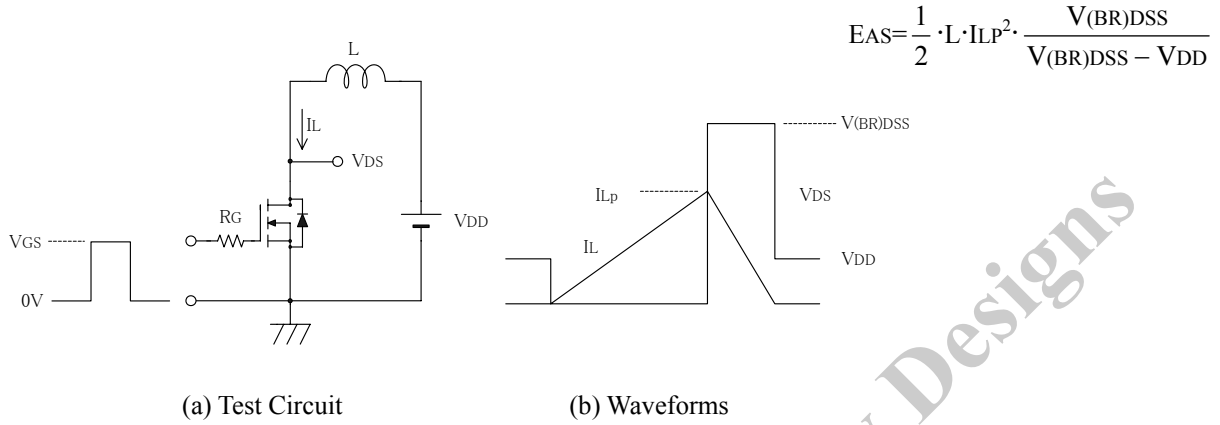 EAS=1/2 ·L·ILP²· V(BR)DSS / V(BR)DSS – VDD
L
IL
VDS
RG
VDD
VGS
0V
V(BR)DSS
ILp
VDS
IL
VDD
(a) Test Circuit
(b) Waveforms
Designs